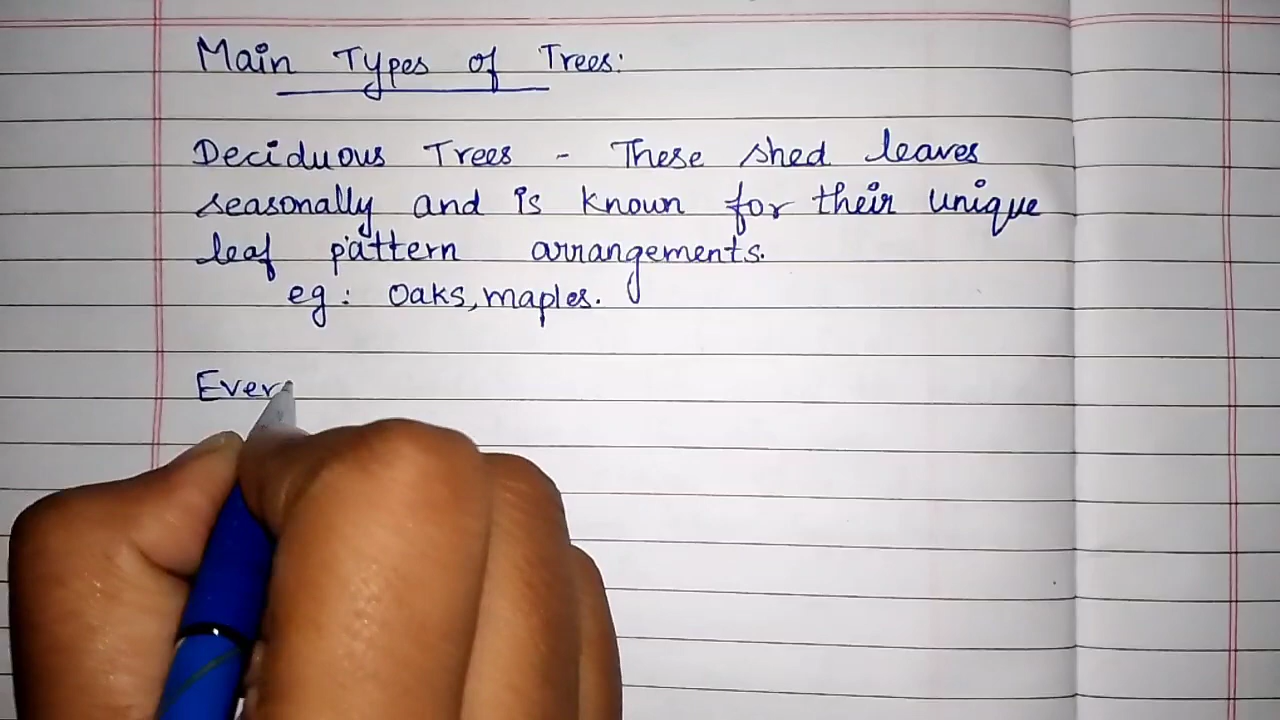 Main Types of Trees:
Deciduous Trees - These shed leaves
seasonally and is known for their unique
leaf pattern arrangements.
eg: Oaks, maples.
Ever